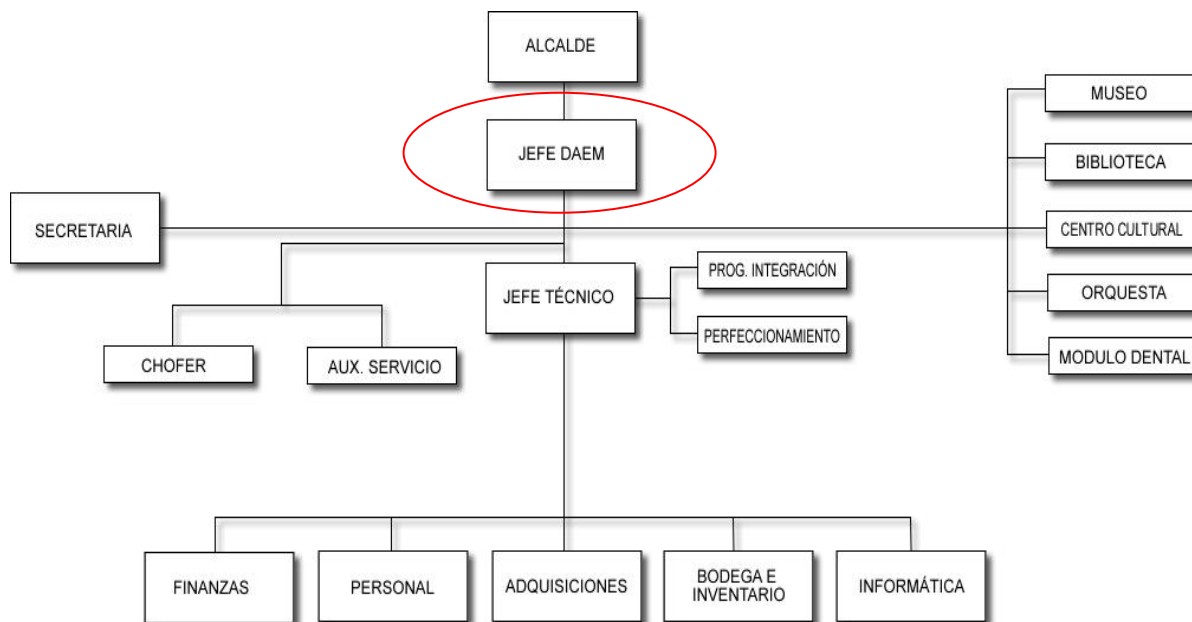 ALCALDE
JEFE DAEM
SECRETARIA
MUSEO
BIBLIOTECA
CENTRO CULTURAL
ORQUESTA
MODULO DENTAL
JEFE TÉCNICO
PROG. INTEGRACIÓN
PERFECCIONAMIENTO
CHOFER
AUX. SERVICIO
FINANZAS
PERSONAL
ADQUISICIONES
BODEGA E
INVENTARIO
INFORMÁTICA